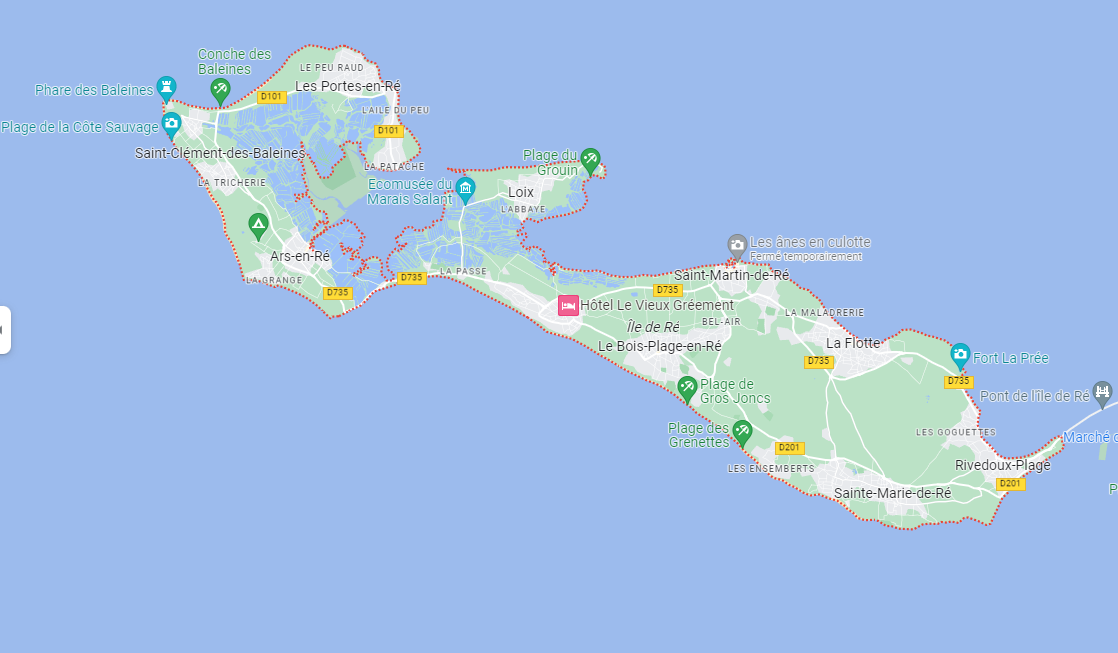 Conche des
Baleines
LE PEU RAUD
Les Portes-en-Ré
Phare des Baleines
D101
L'AILE DU PEU
Plage de la Côte Sauvage
D101
Saint-Clément-des-Baleines
LA PATACHE
Plage du
Grouin
LA TRICHERIE
Ecomusée du
Marais Salant
Loix
LABBAYE
Ars-en-Ré
Les ânes en culotte
Fermé temporairement
LA GRANGE
D735
D735
LA PASSE
Saint-Martin-de-Ré
D735
Hôtel Le Vieux Gréement
LA MALADRERIE
BEL-AIR
Île de Ré
Le Bois-Plage-en-Ré
La Flotte
D735
Fort La Prée
D735
Plage de
Gros Joncs
Pont de l'île de Ré
Plage des
Grenettes
LES GOGUETTES
Marché
D201
LES ENSEMBERTS
Rivedoux-Plage
D201
Sainte-Marie-de-Ré
P